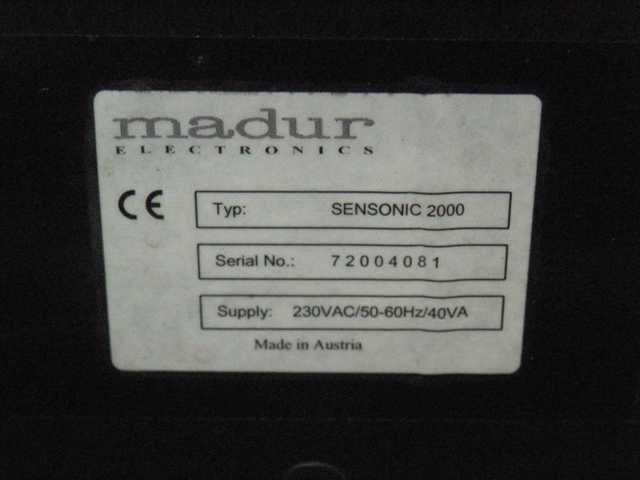 madur
ELECTRONICS
CE
Typ: SENSONIC 2000
Serial No.: 72004081
Supply: 230VAC/50-60Hz/40VA
Made in Austria